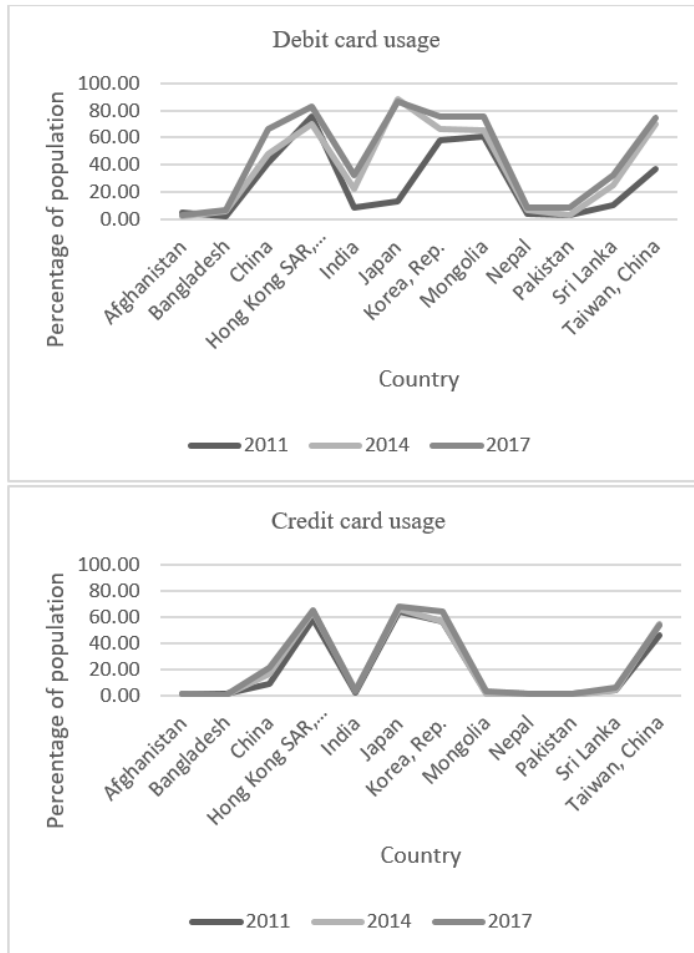 Debit card usage
100.00
80.00
60.00
40.00
20.00
0.00
Percentage of population
Afghanistan
Bangladesh
China
Hong Kong SAR,...
India
Japan
Korea, Rep.
Mongolia
Nepal
Pakistan
Sri Lanka
Taiwan, China
Country
2011 2014 2017
Credit card usage
100.00
80.00
60.00
40.00
20.00
0.00
Percentage of population
Afghanistan
Bangladesh
China
Hong Kong SAR,...
India
Japan
Korea, Rep.
Mongolia
Nepal
Pakistan
Sri Lanka
Taiwan, China
Country
2011 2014 2017